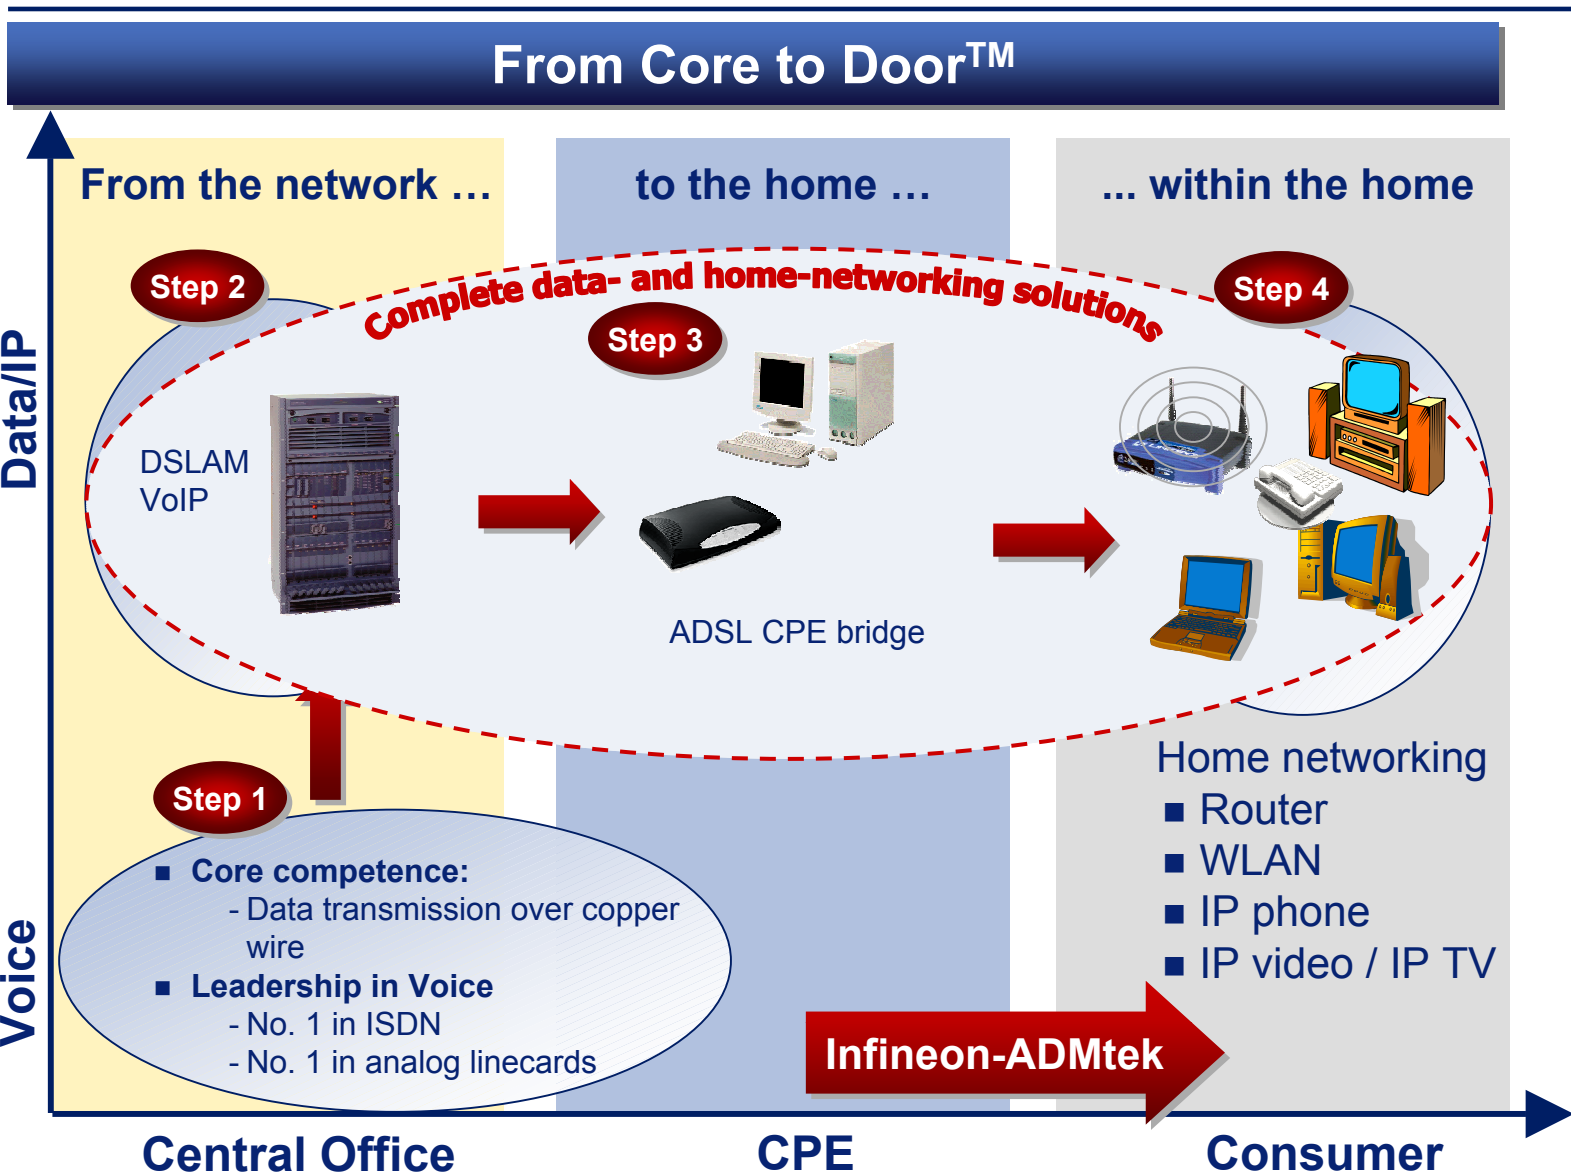 From Core to Door™
From the network …
to the home …
... within the home
Step 2
Complete data- and home-networking solutions
Step 3
Step 4
Data/IP
DSLAM
VoIP
ADSL CPE bridge
Step 1
Home networking
■ Router
■ WLAN
■ IP phone
■ IP video / IP TV
■ Core competence:
- Data transmission over copper
wire
■ Leadership in Voice
- No. 1 in ISDN
- No. 1 in analog linecards
Voice
Infineon-ADMtek
Central Office
CPE
Consumer